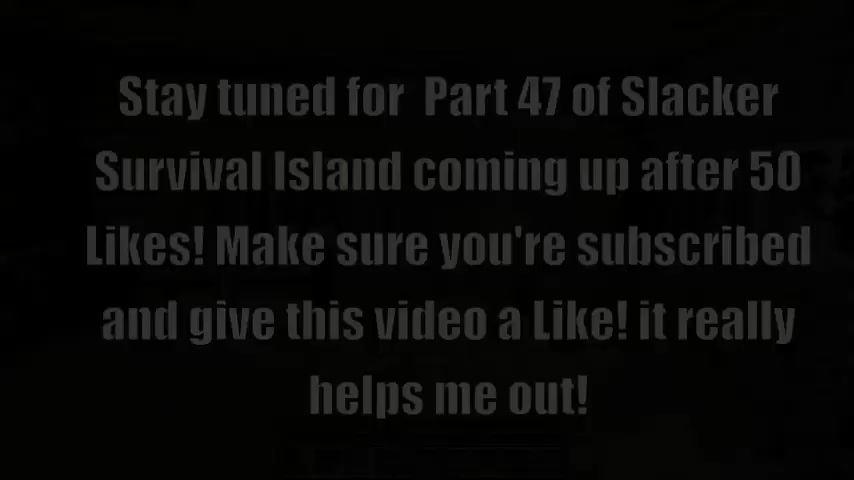 Stay tuned for Part 47 of Slacker
Survival Island coming up after 50
Likes! Make sure you're subscribed
and give this video a Like! it really
helps me out!